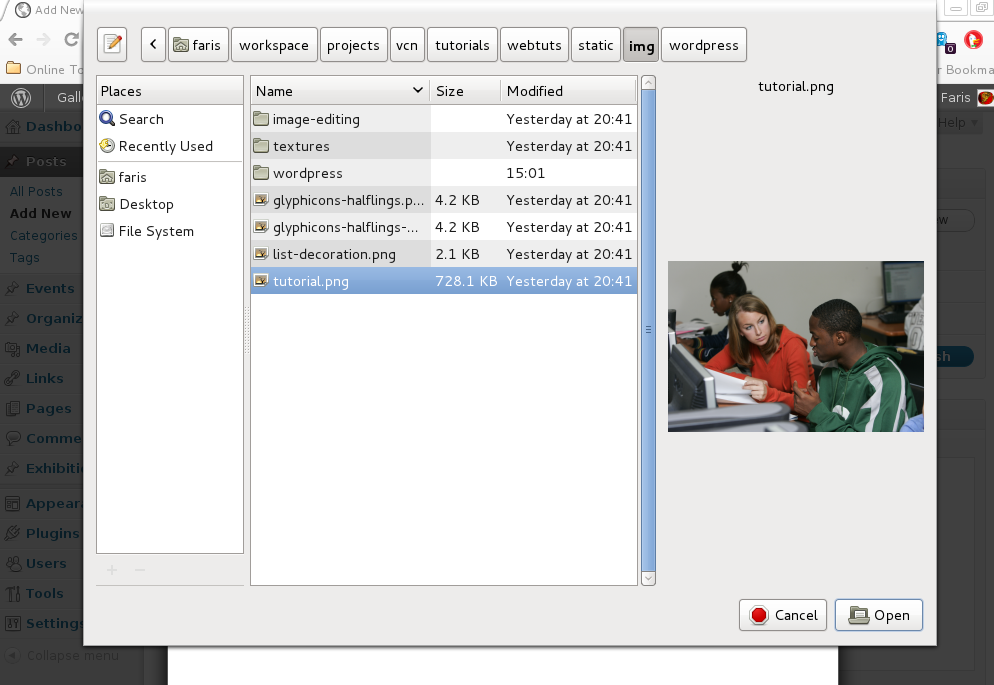 Add New
faris
workspace
projects
vcn
tutorials
webtuts
static
img
wordpress
Online To
r Bookma
Galle
Faris
Help
Places
Search
Recently Used
faris
Desktop
File System
Name Size Modified
image-editing Yesterday at 20:41
textures Yesterday at 20:41
wordpress 15:01
glyphicons-halflings.p... 4.2 KB Yesterday at 20:41
glyphicons-halflings-... 4.2 KB Yesterday at 20:41
list-decoration.png 2.1 KB Yesterday at 20:41
tutorial.png 728.1 KB Yesterday at 20:41
tutorial.png
Dashbo
Posts
All Posts
Add New
Categories
Tags
Events
Organiz
Media
Links
Pages
Comme
Exhibiti
Appear
Plugins
Users
Tools
Settings
Collapse menu
ew
sh
0
Cancel
Open